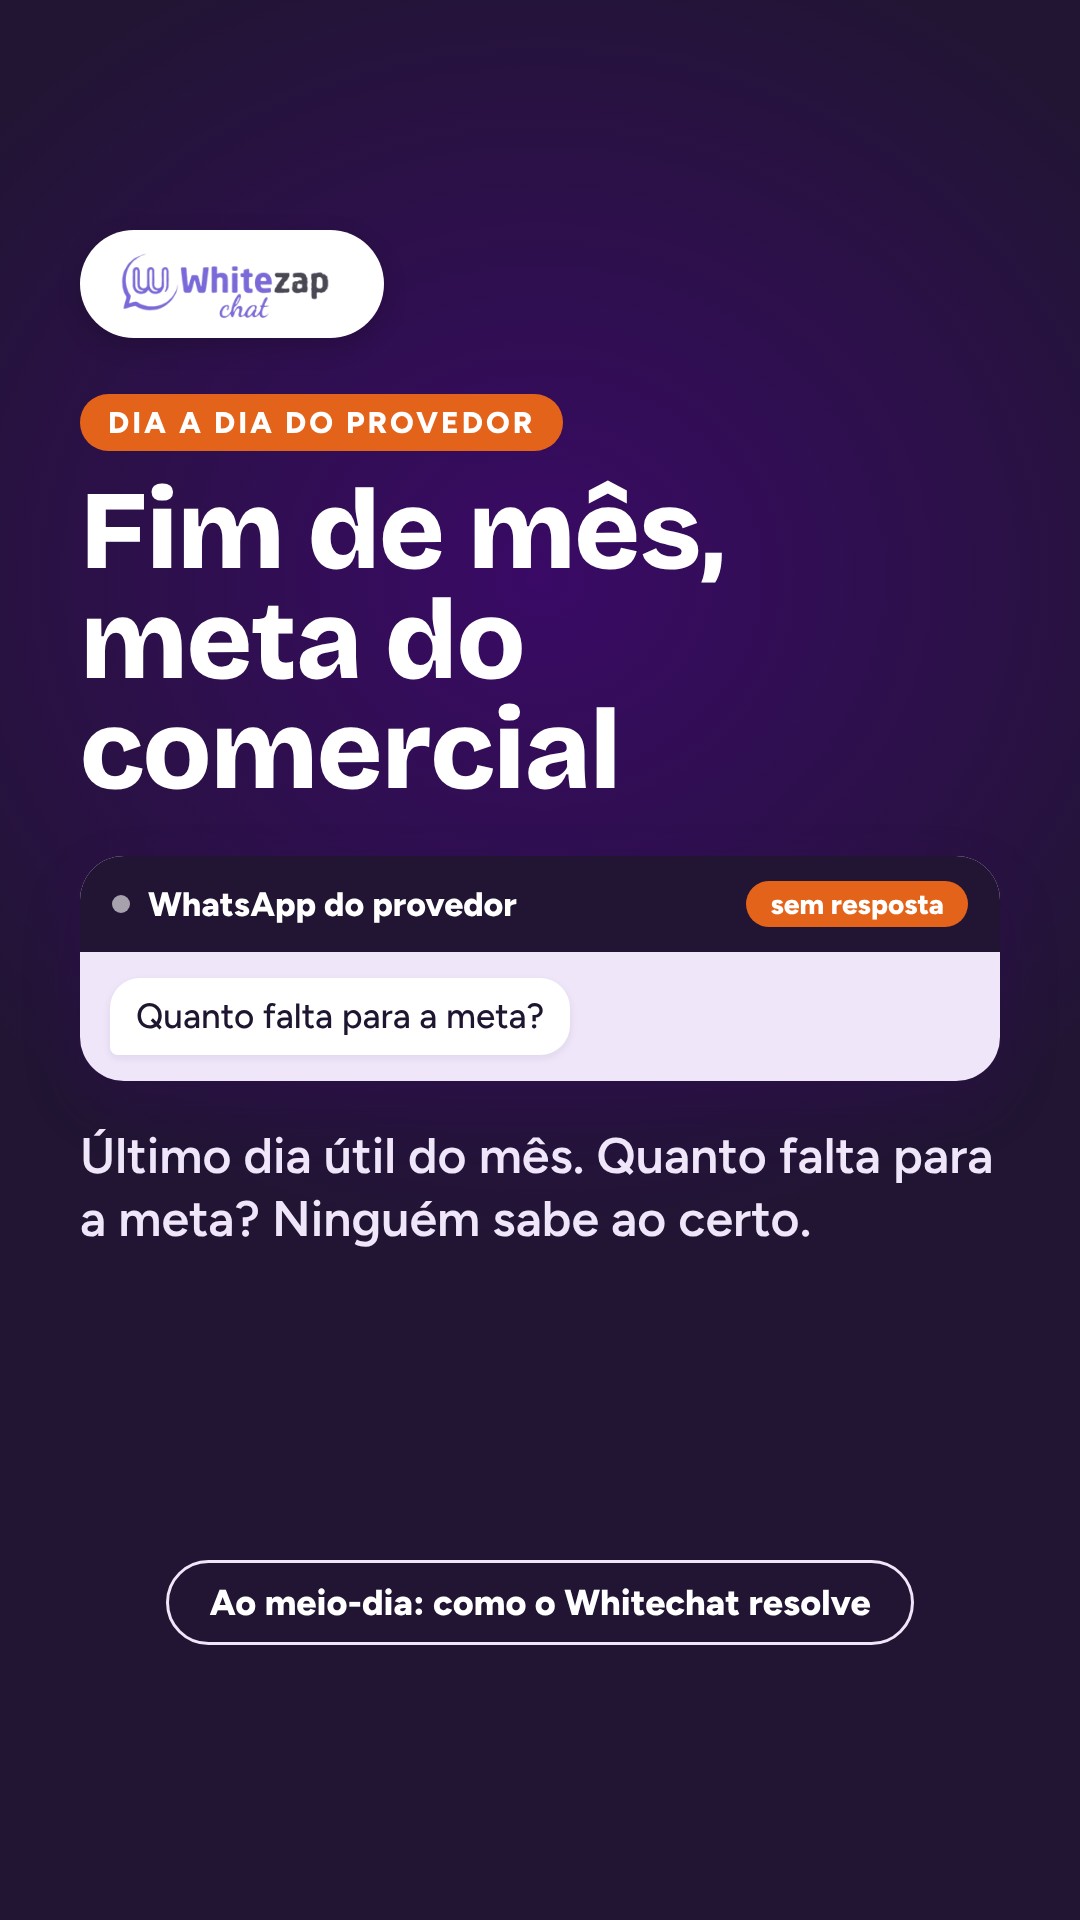 Whitezap
chat
DIA A DIA DO PROVEDOR
Fim de mês,
meta do
comercial
WhatsApp do provedor
sem resposta
Quanto falta para a meta?
Último dia útil do mês. Quanto falta para
a meta? Ninguém sabe ao certo.
Ao meio-dia: como o Whitechat resolve